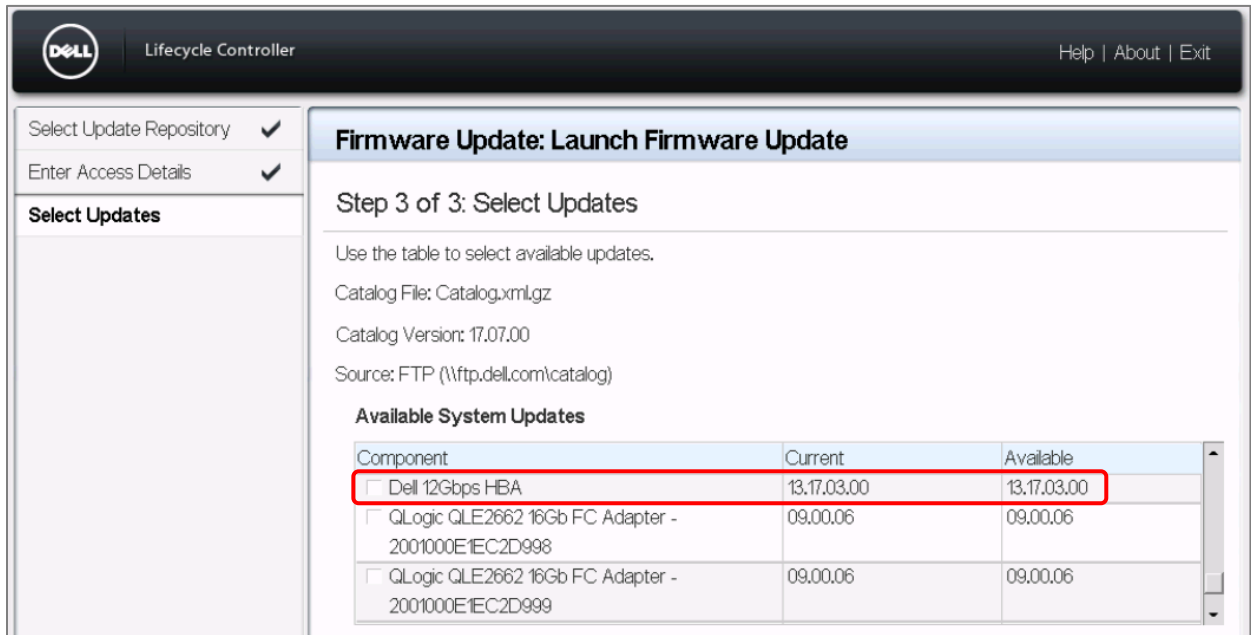 DELL
Lifecycle Controller
Help | About | Exit
Select Update Repository
Enter Access Details
Select Updates
Firmware Update: Launch Firmware Update
Step 3 of 3: Select Updates
Use the table to select available updates.
Catalog File: Catalog.xml.gz
Catalog Version: 17.07.00
Source: FTP (\\ftp.dell.com\catalog)
Available System Updates
Component Current Available
Dell 12Gbps HBA 13.17.03.00 13.17.03.00
QLogic QLE2662 16Gb FC Adapter - 09.00.06 09.00.06
2001000E1EC2D998
QLogic QLE2662 16Gb FC Adapter - 09.00.06 09.00.06
2001000E1EC2D999